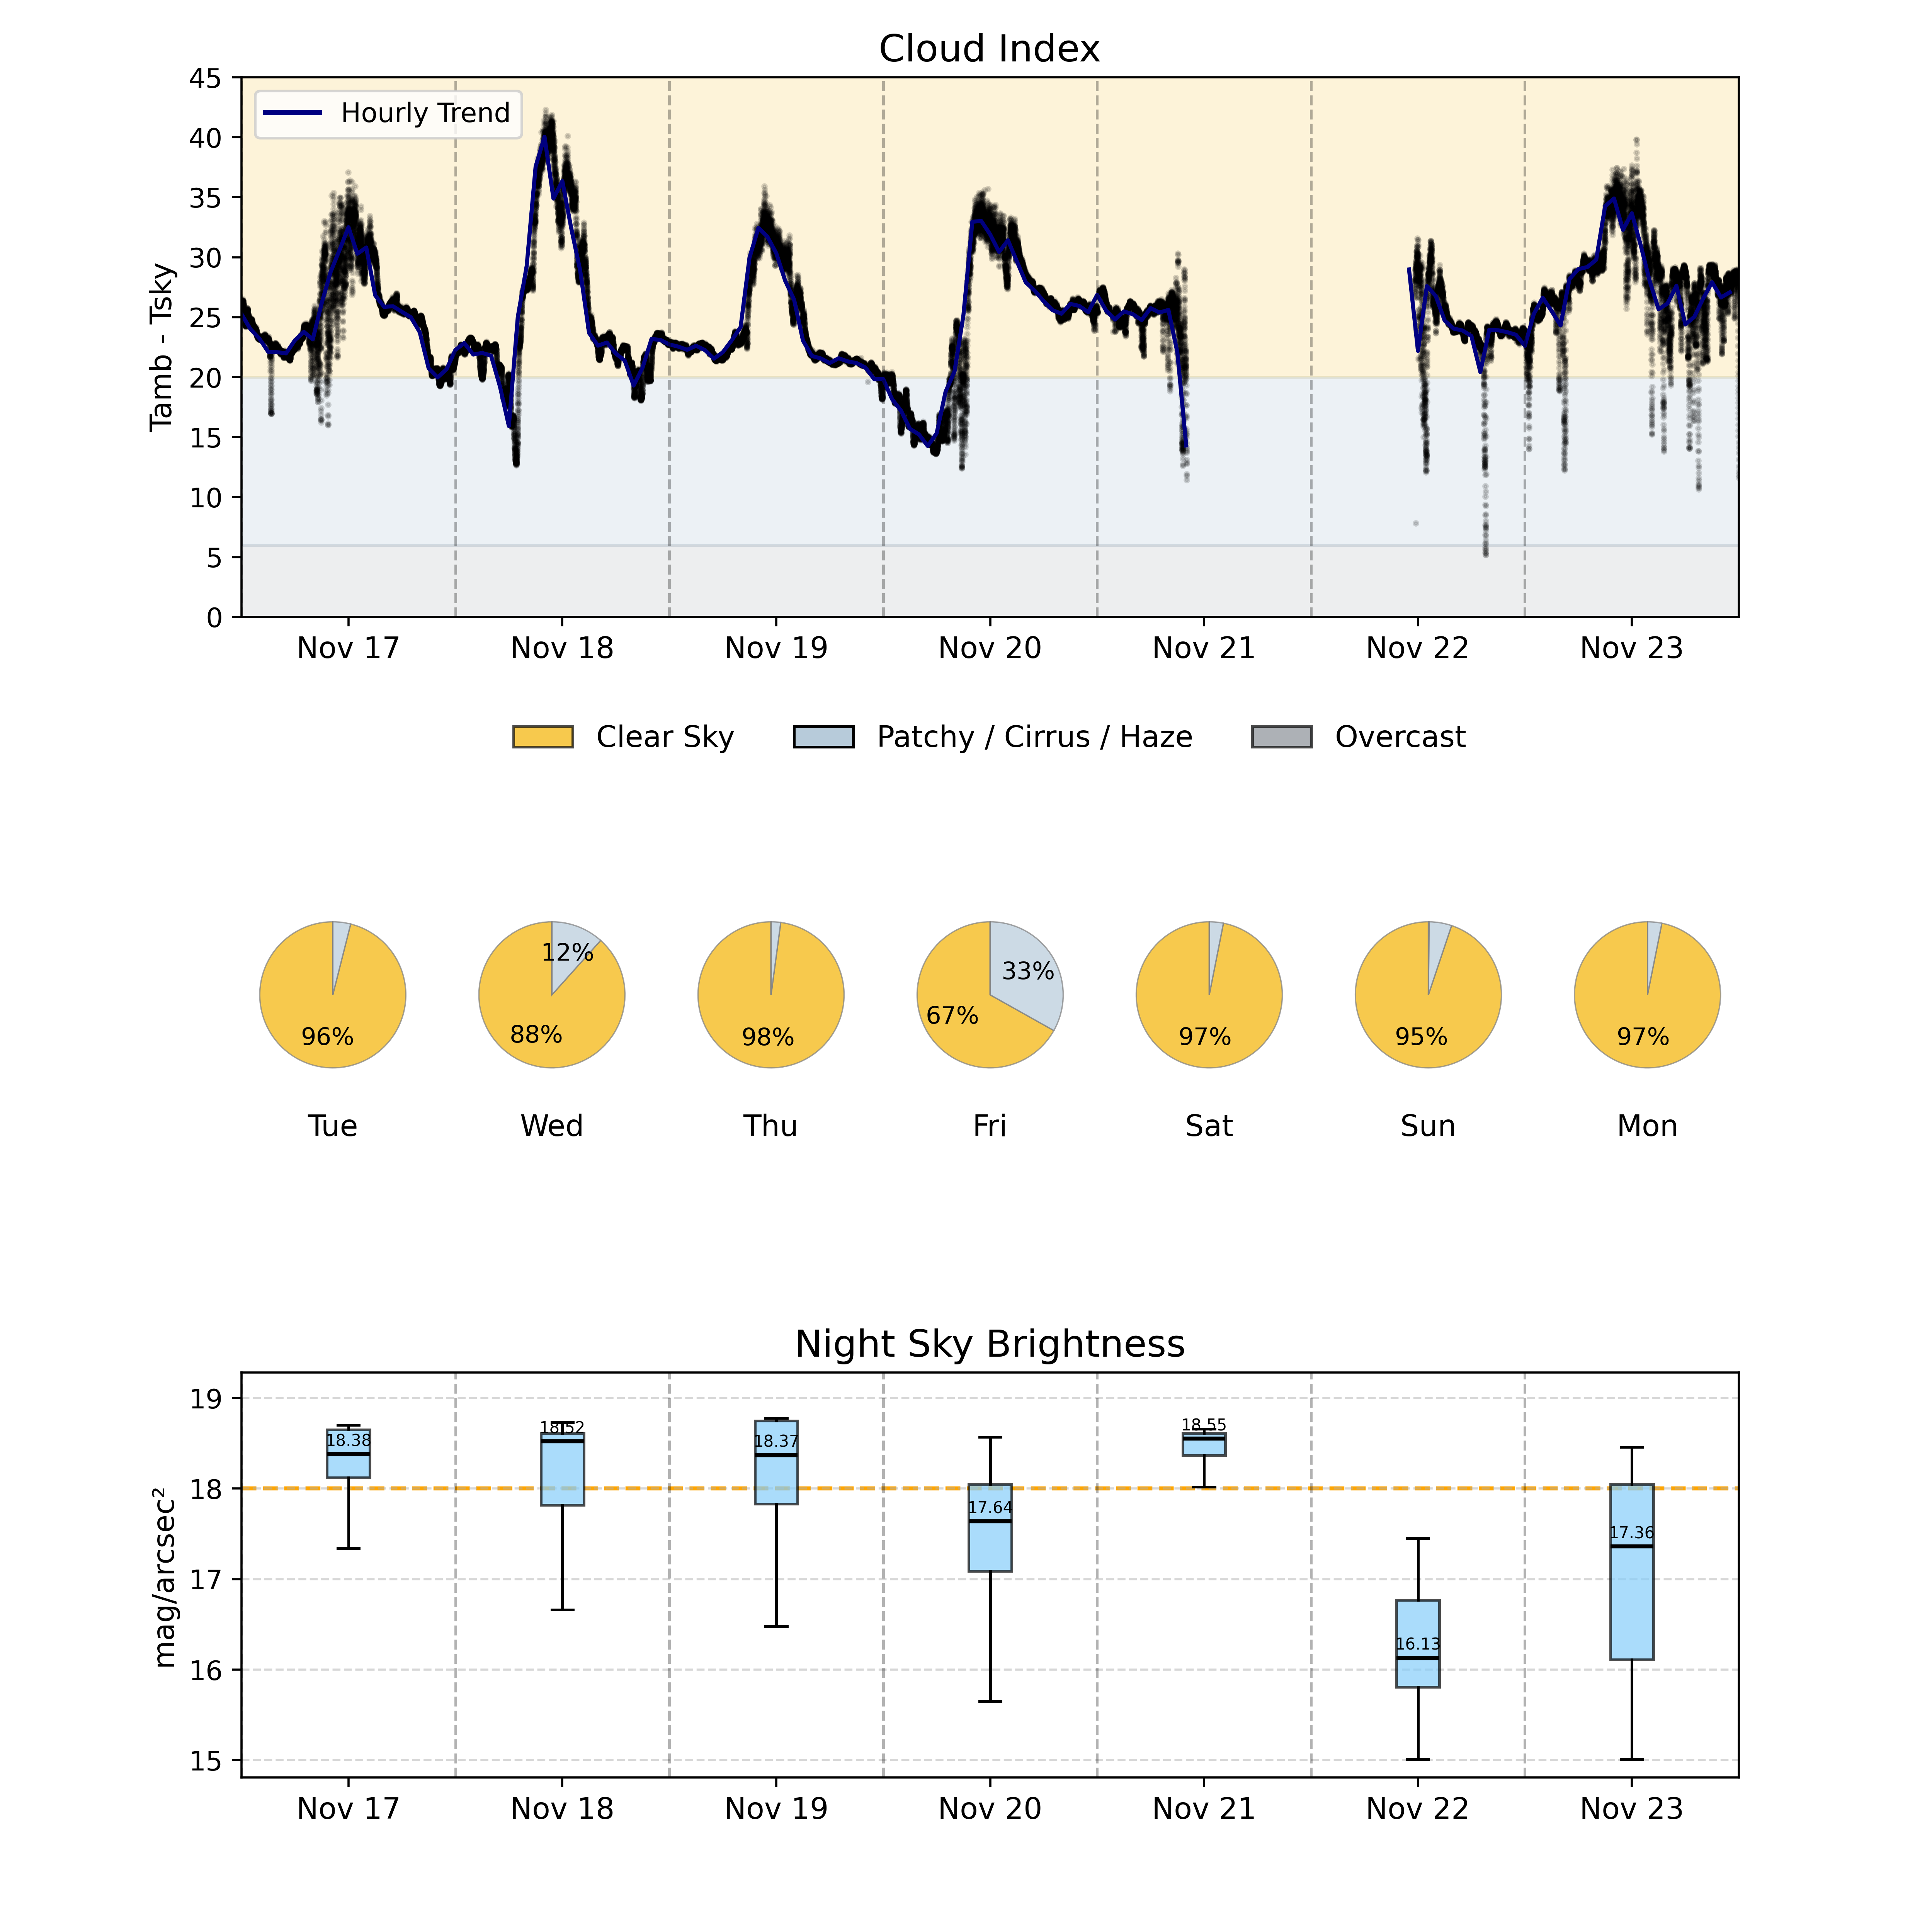 Cloud Index
Tamb - Tsky
45
40
35
30
25
20
15
10
5
0
Hourly Trend
Nov 17 Nov 18 Nov 19 Nov 20 Nov 21 Nov 22 Nov 23
Clear Sky Patchy / Cirrus / Haze Overcast
12%
33%
67%
96% 88% 98% 97% 95% 97%
Tue Wed Thu Fri Sat Sun Mon
Night Sky Brightness
mag/arcsec²
19
18
17
16
15
18.38 18.52 18.37 17.64 18.55 16.13 17.36
Nov 17 Nov 18 Nov 19 Nov 20 Nov 21 Nov 22 Nov 23